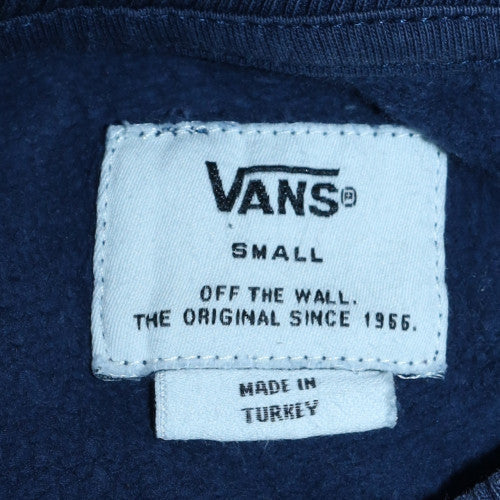 VANS®
SMALL
OFF THE WALL.
THE ORIGINAL SINCE 1966.
MADE IN
TURKEY